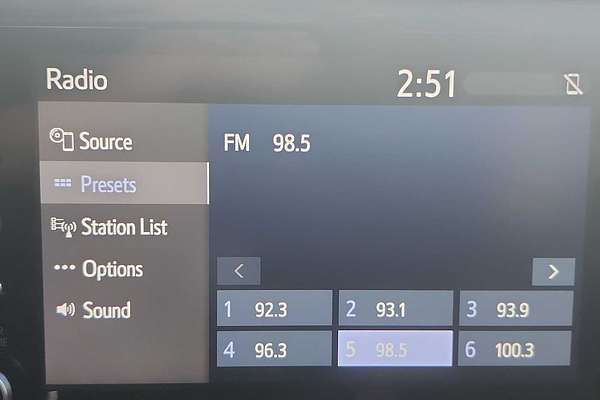 Radio 2:51
Source
Presets
Station List
Options
Sound
FM 98.5
< >
1 92.3 2 93.1 3 93.9
4 96.3 5 98.5 6 100.3